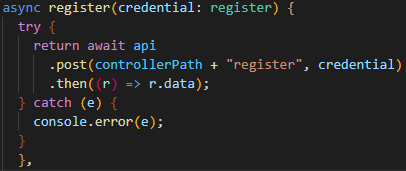 async register(credential: register) {
try {
return await api
.post(controllerPath + "register", credential)
.then((r) => r.data);
} catch (e) {
console.error(e);
}
},